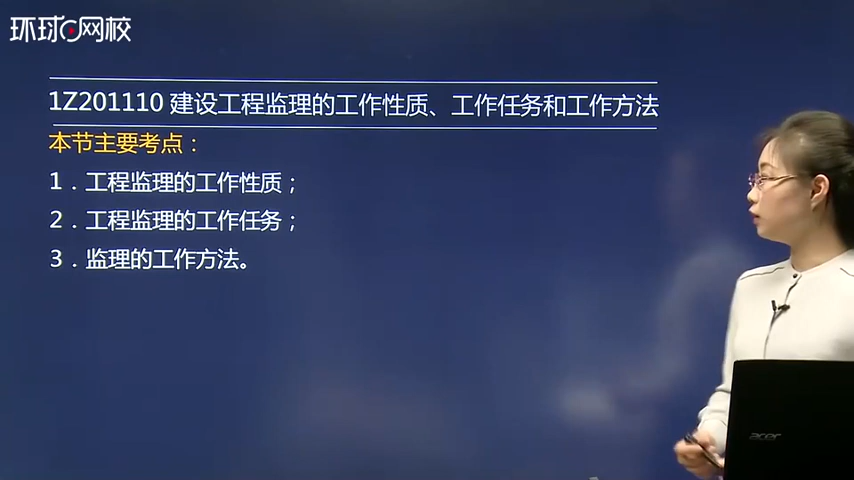 环球网校
1Z201110 建设工程监理的工作性质、工作任务和工作方法
本节主要考点：
1．工程监理的工作性质；
2．工程监理的工作任务；
3．监理的工作方法。
acer